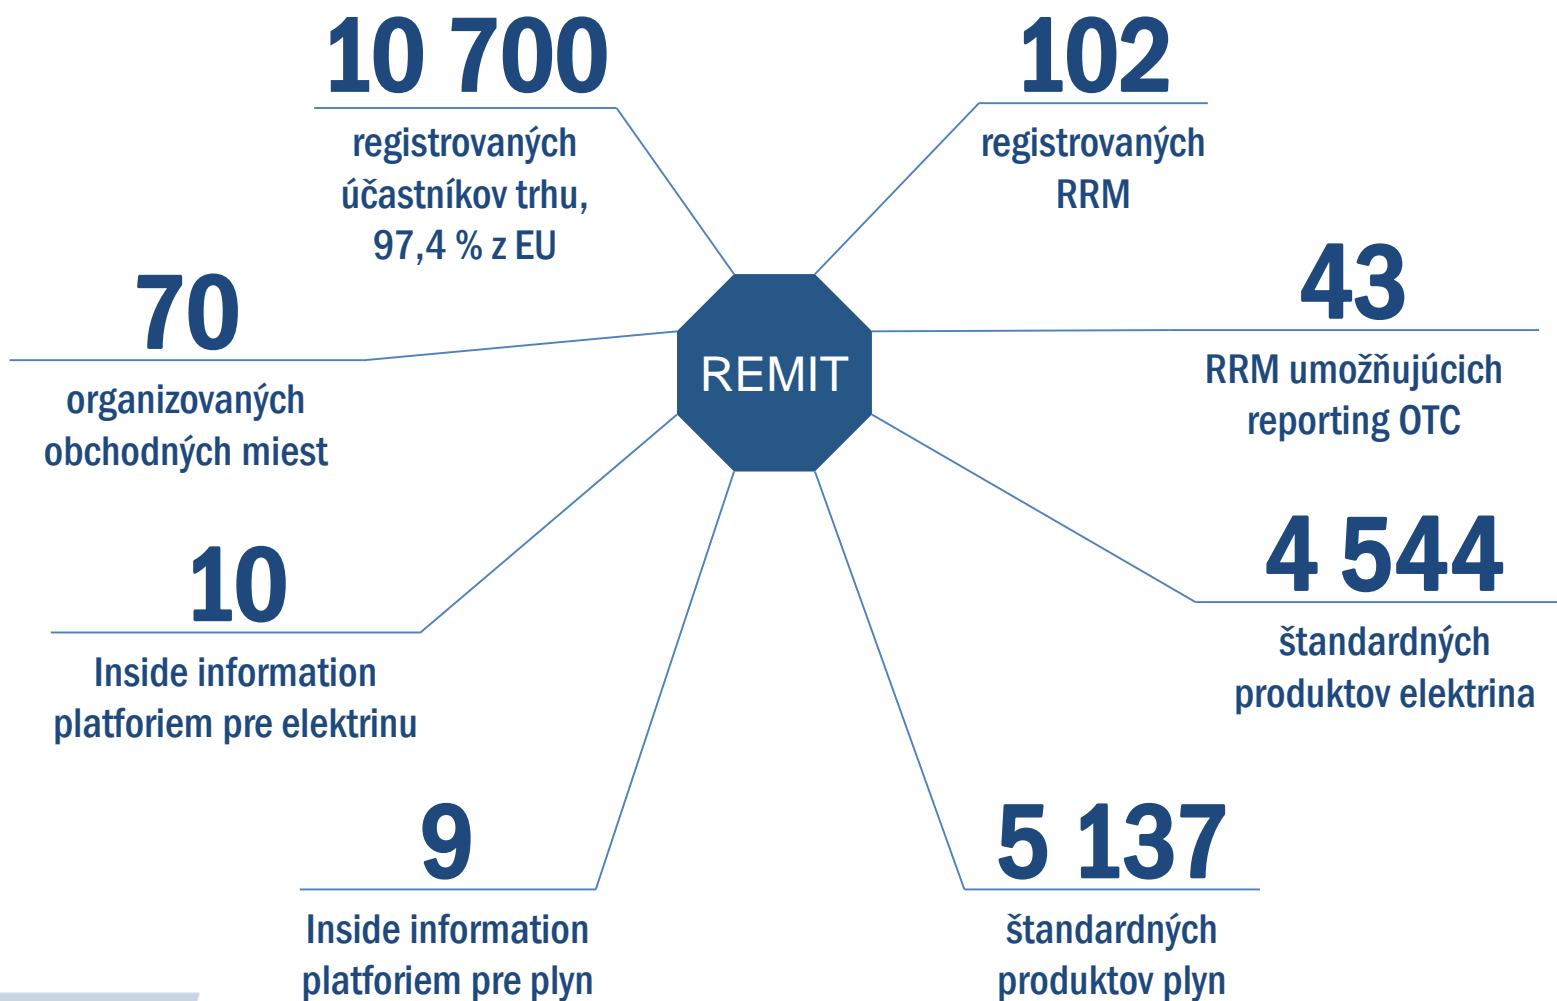 10 700
registrovaných
účastníkov trhu,
97,4 % z EU
102
registrovaných
RRM
70
organizovaných
obchodných miest
43
RRM umožňujúcich
reporting OTC
REMIT
10
Inside information
platforiem pre elektrinu
4 544
štandardných
produktov elektrina
9
Inside information
platforiem pre plyn
5 137
štandardných
produktov plyn